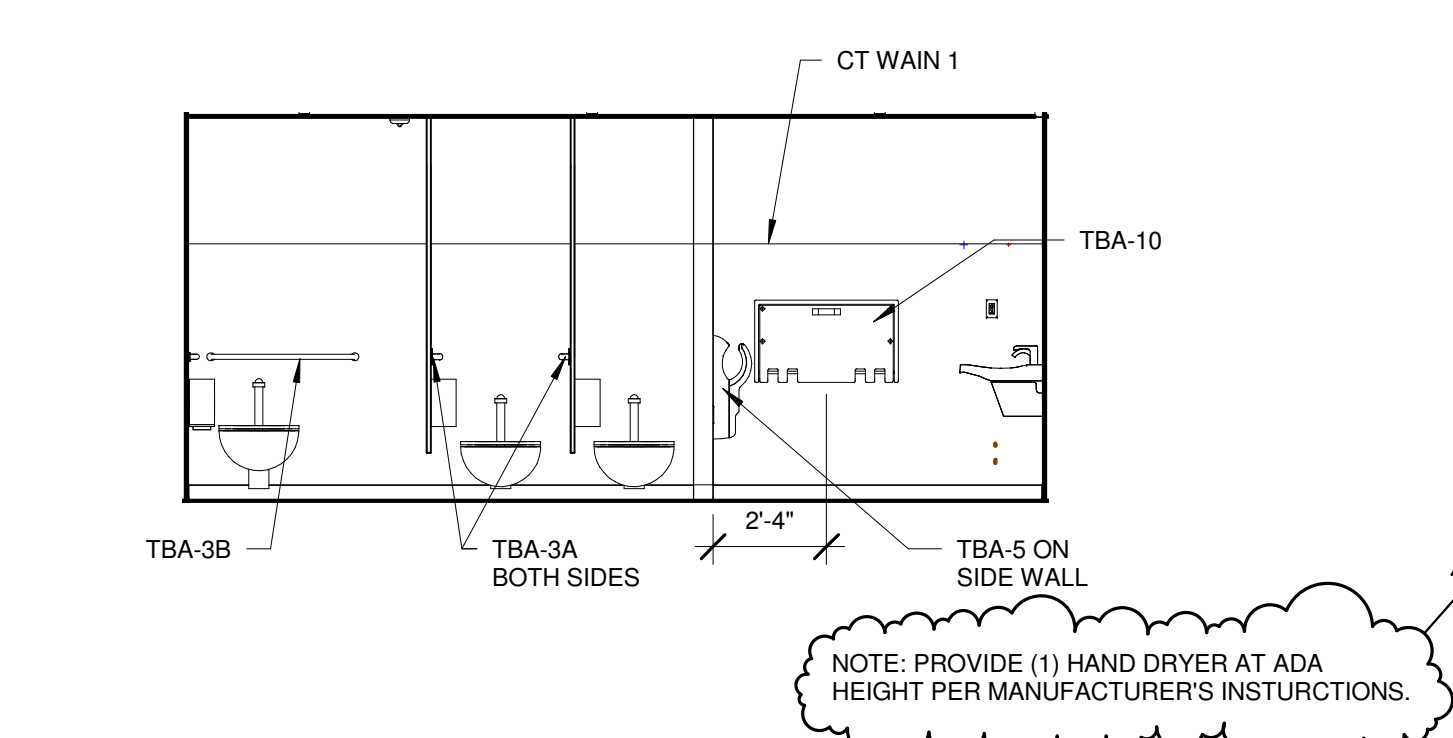 CT WAIN 1
TBA-10
2'-4"
TBA-3B
TBA-3A
BOTH SIDES
TBA-5 ON
SIDE WALL
NOTE: PROVIDE (1) HAND DRYER AT ADA
HEIGHT PER MANUFACTURER'S INSTURCTIONS.